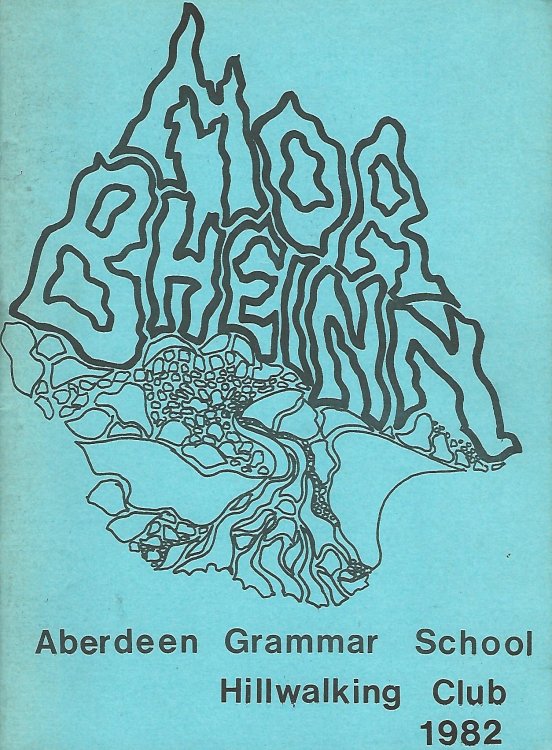 MOR
BHEINN
Aberdeen Grammar School
Hillwalking Club
1982